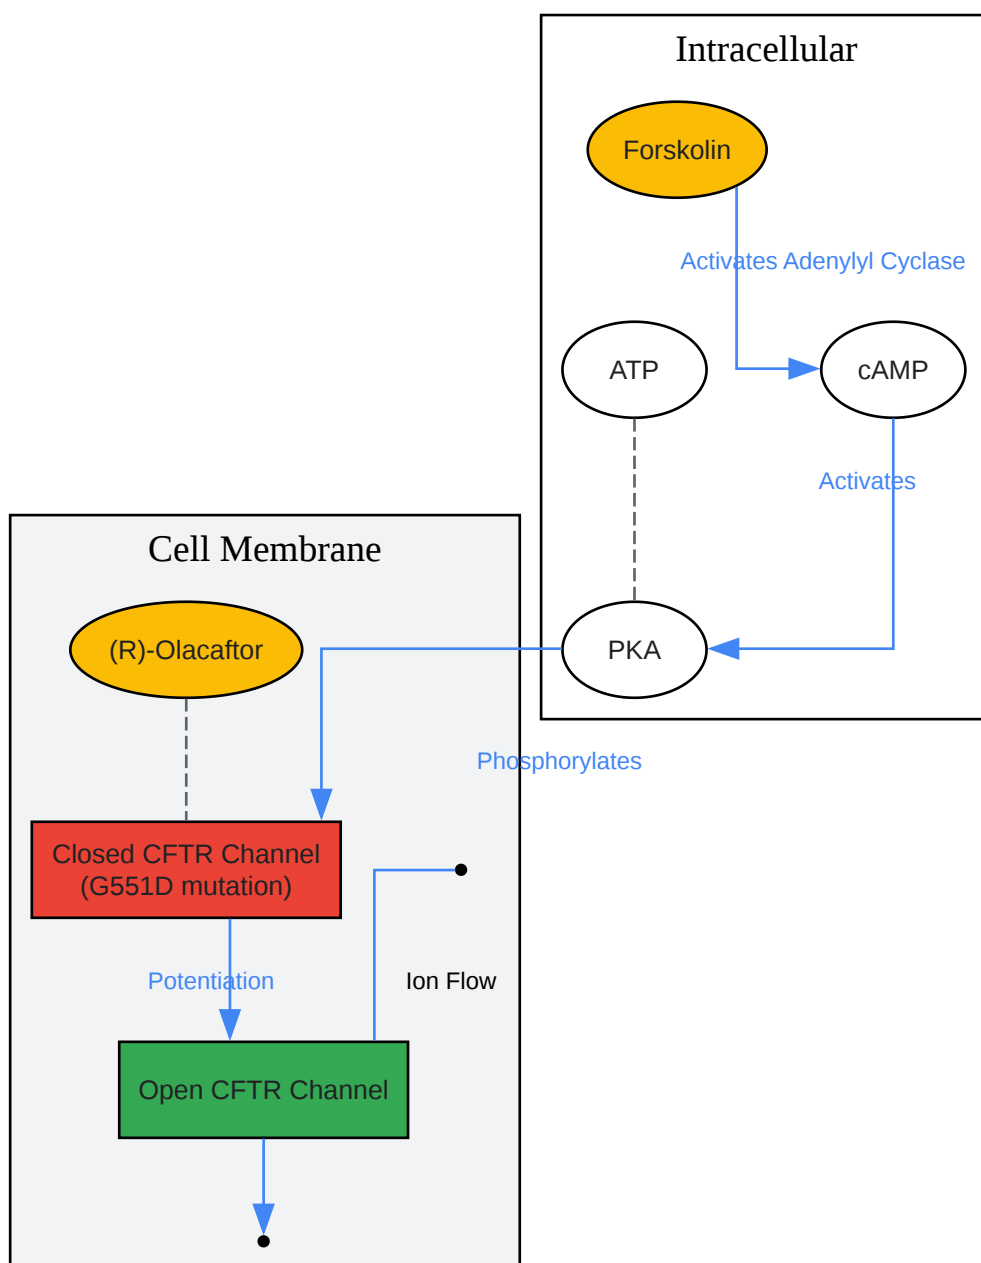 Intracellular
Forskolin
Activates Adenylyl Cyclase
ATP
cAMP
Activates
Cell Membrane
(R)-Olacaftor
PKA
Phosphorylates
Closed CFTR Channel
(G551D mutation)
Potentiation
Ion Flow
Open CFTR Channel